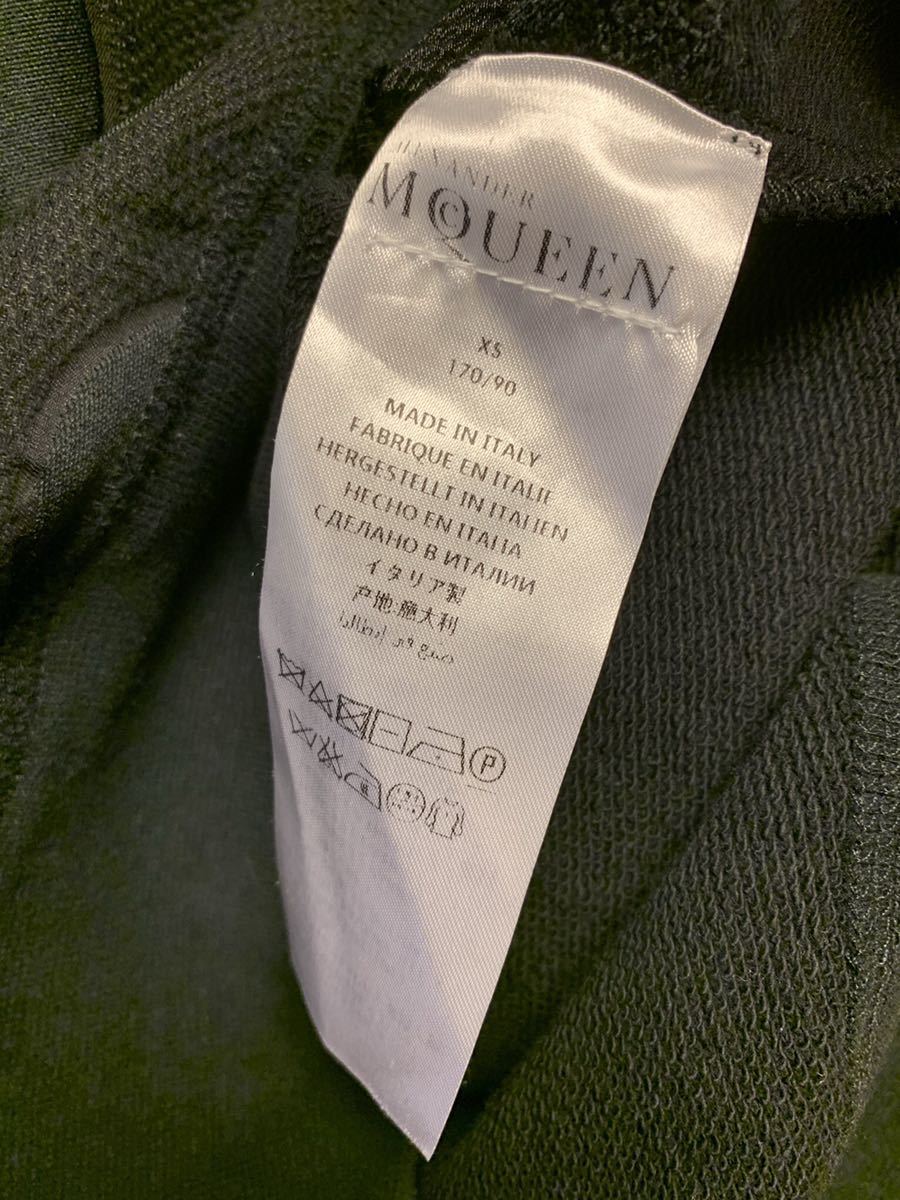 ALEXANDER
McQUEEN
XS
170/90
MADE IN ITALY
FABRIQUE EN ITALIE
HERGESTELLT IN ITALIEN
HECHO EN ITALIA
СДЕЛАНО В ИТАЛИИ
イタリア製
产地:意大利
صنع في إيطاليا
P